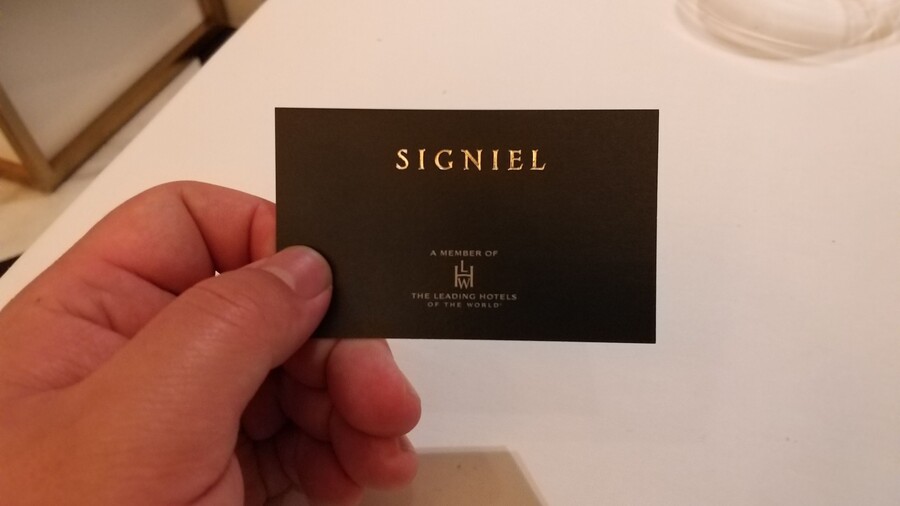 SIGNIEL
A MEMBER OF
LHW
THE LEADING HOTELS
OF THE WORLD®